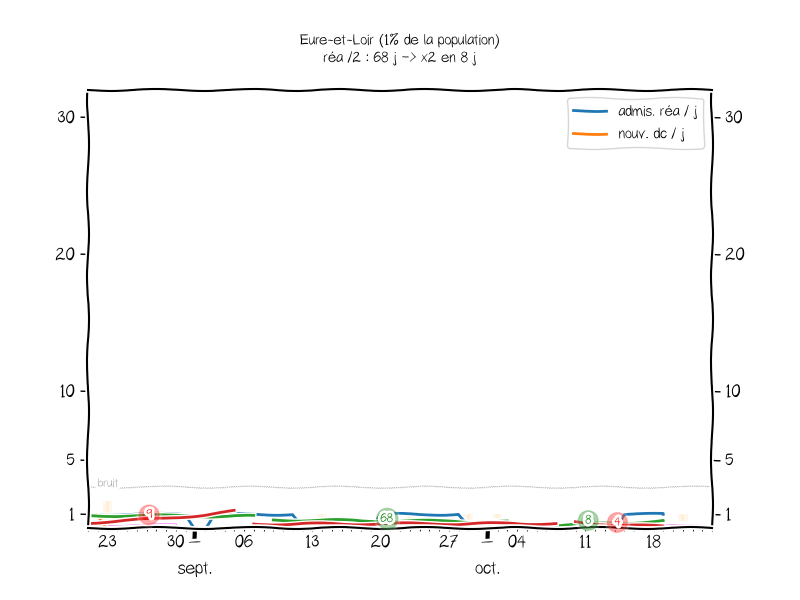 Eure-et-Loir (1% de la population)
réa /2 : 68 j -> x2 en 8 j
admis. réa / j
nouv. dc / j
30 30
20 20
10 10
5 5
bruit
1 1
9 68 8 4
23 30 06 13 20 27 04 11 18
sept. oct.